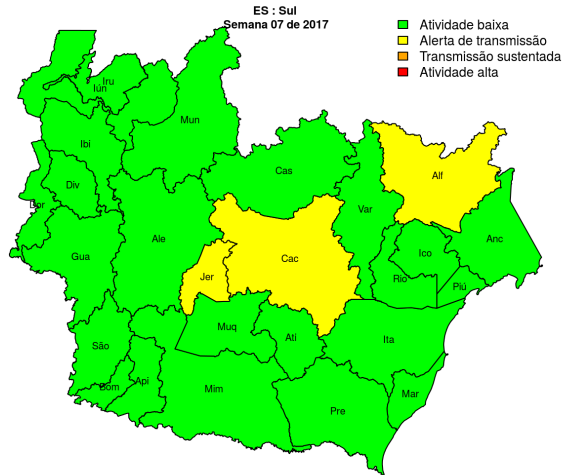 ES : Sul
Semana 07 de 2017
Atividade baixa
Alerta de transmissão
Transmissão sustentada
Atividade alta
Iru
Iún
Mun
Ibi
Cas
Alf
Div
Dor
Var
Ale
Anc
Gua
Ico
Cac
Jer
Rio
Piú
Muq
Ati
Ita
São
Dom
Api
Mim
Mar
Pre